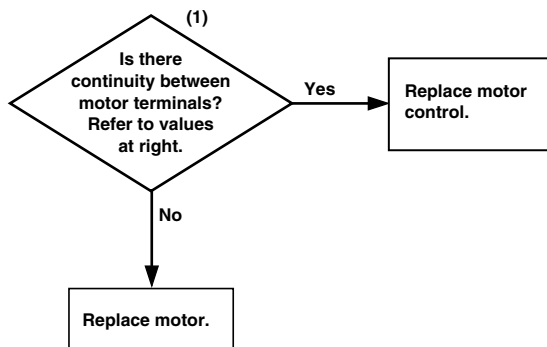 (1)
Is there
continuity between
motor terminals?
Refer to values
at right.
Yes
Replace motor
control.
No
Replace motor.